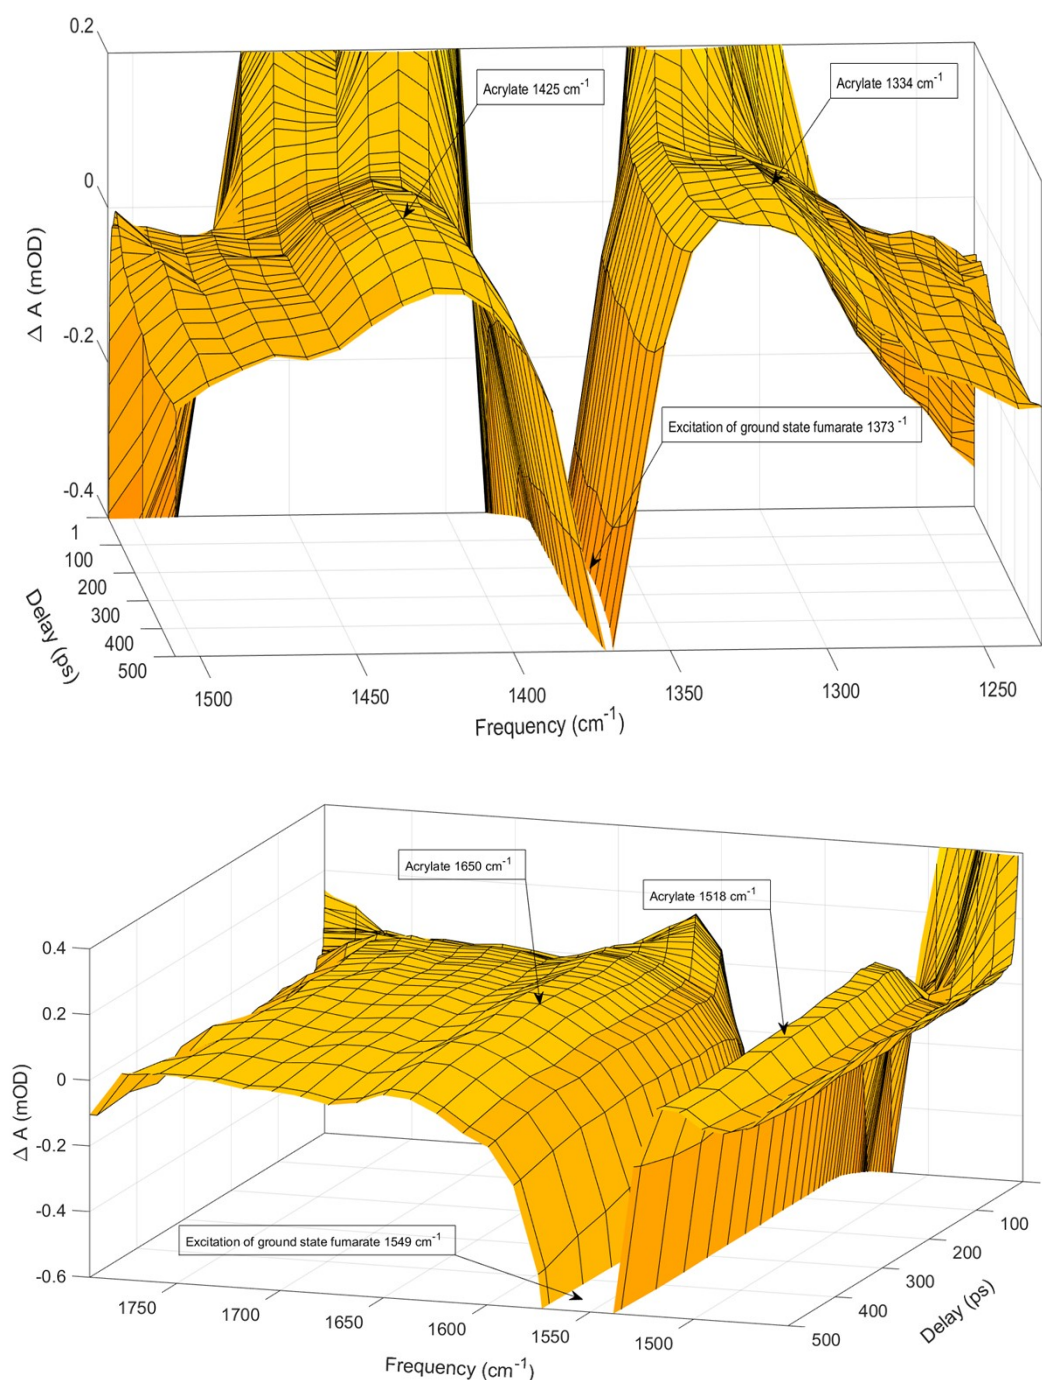 0.2
Acrylate 1425 cm-1
Acrylate 1334 cm-1
0
Δ A (mOD)
-0.2
Excitation of ground state fumarate 1373 -1
-0.4
1
100
200
300
400
500
Delay (ps)
1500
1450
1400
1350
1300
1250
Frequency (cm-1)
Acrylate 1650 cm-1
Acrylate 1518 cm-1
0.4
0.2
0
Δ A (mOD)
-0.2
-0.4
-0.6
Excitation of ground state fumarate 1549 cm-1
100
200
300
400
500
Delay (ps)
1750
1700
1650
1600
1550
1500
Frequency (cm-1)